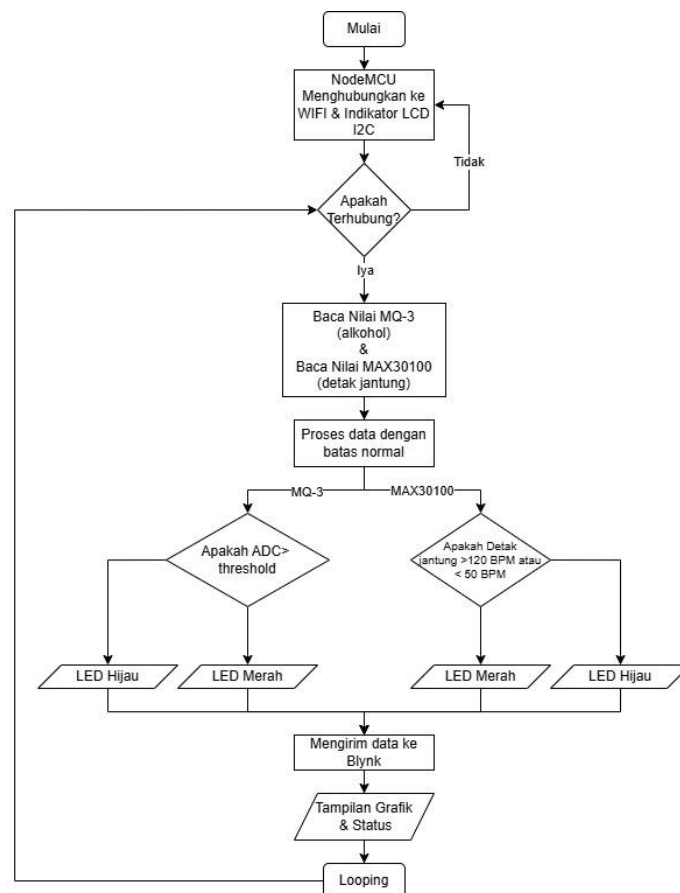 Mulai
NodeMCU
Menghubungkan ke
WIFI & Indikator LCD
I2C
Tidak
Apakah
Terhubung?
Iya
Baca Nilai MQ-3
(alkohol)
&
Baca Nilai MAX30100
(detak jantung)
Proses data dengan
batas normal
MQ-3
MAX30100
Apakah ADC>
threshold
Apakah Detak
jantung >120 BPM atau
< 50 BPM
LED Hijau
LED Merah
LED Merah
LED Hijau
Mengirim data ke
Blynk
Tampilan Grafik
& Status
Looping